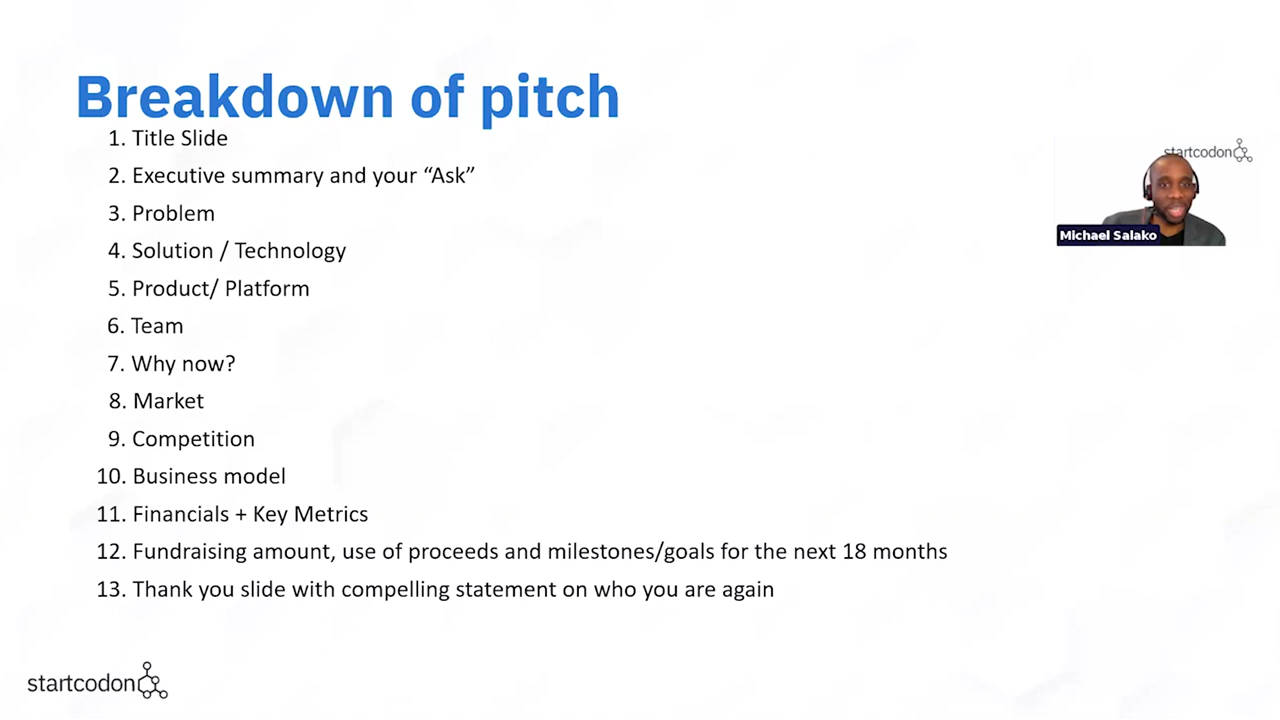 Breakdown of pitch
1. Title Slide
2. Executive summary and your “Ask”
3. Problem
4. Solution / Technology
5. Product/ Platform
6. Team
7. Why now?
8. Market
9. Competition
10. Business model
11. Financials + Key Metrics
12. Fundraising amount, use of proceeds and milestones/goals for the next 18 months
13. Thank you slide with compelling statement on who you are again
startcodon
Michael Salako
startcodon